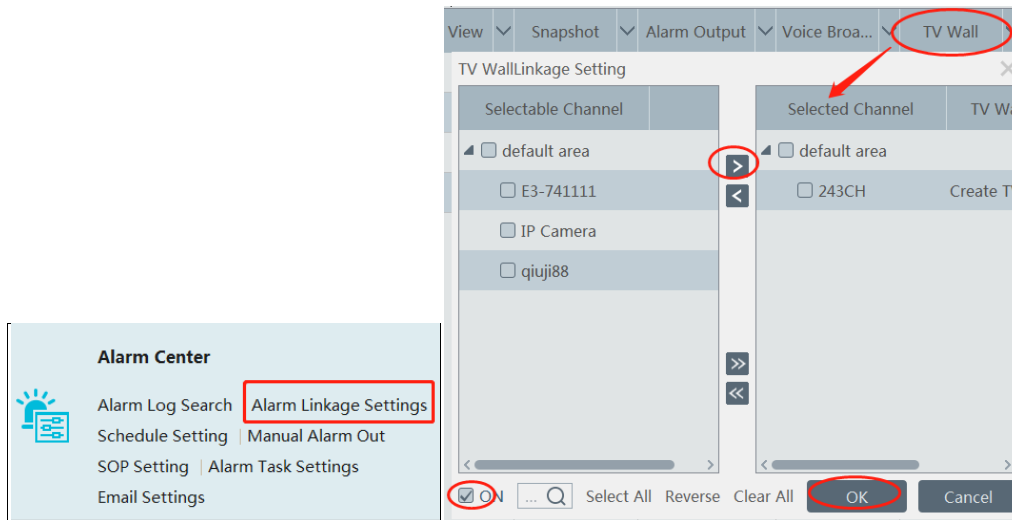 View Snapshot Alarm Output Voice Broa... TV Wall
TV WallLinkage Setting
Selectable Channel Selected Channel TV Wa
default area default area
E3-741111 243CH Create T
IP Camera
qiuji88
ON ... Select All Reverse Clear All OK Cancel
Alarm Center
Alarm Log Search Alarm Linkage Settings
Schedule Setting | Manual Alarm Out
SOP Setting | Alarm Task Settings
Email Settings